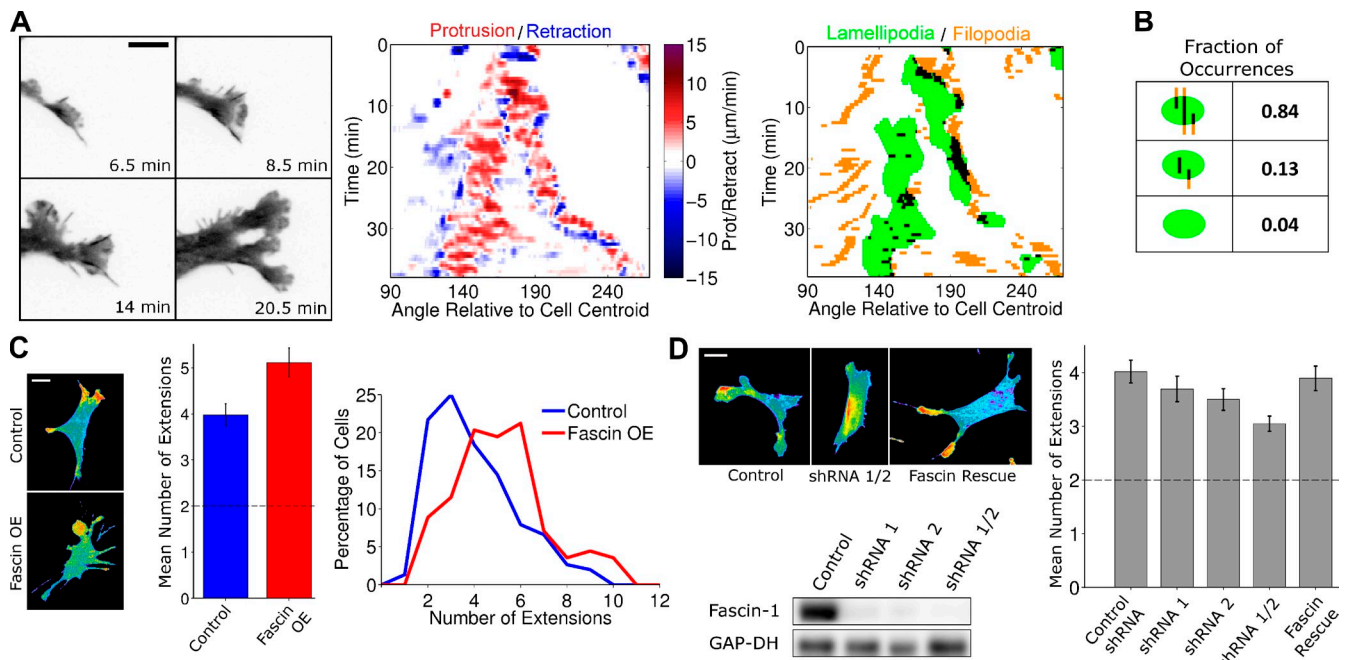 A
6.5 min
8.5 min
14 min
20.5 min
Protrusion/Retraction
Time (min)
0
10
20
30
90
140
190
240
Angle Relative to Cell Centroid
15
10
5
0
−5
−10
−15
Prot/Retract (μm/min)
Lamellipodia / Filopodia
Time (min)
0
10
20
30
90
140
190
240
Angle Relative to Cell Centroid
B
Fraction of
Occurrences
0.84
0.13
0.04
C
Control
Fascin OE
Mean Number of Extensions
5
4
3
2
1
0
Control
Fascin
OE
Percentage of Cells
25
20
15
10
5
0
2
4
6
8
10
12
Number of Extensions
Control
Fascin OE
D
Control
shRNA 1/2
Fascin Rescue
Control
shRNA 1
shRNA 2
shRNA 1/2
Fascin-1
GAP-DH
Mean Number of Extensions
4
3
2
1
0
Control
shRNA
shRNA 1
shRNA 2
shRNA 1/2
Fascin
Rescue